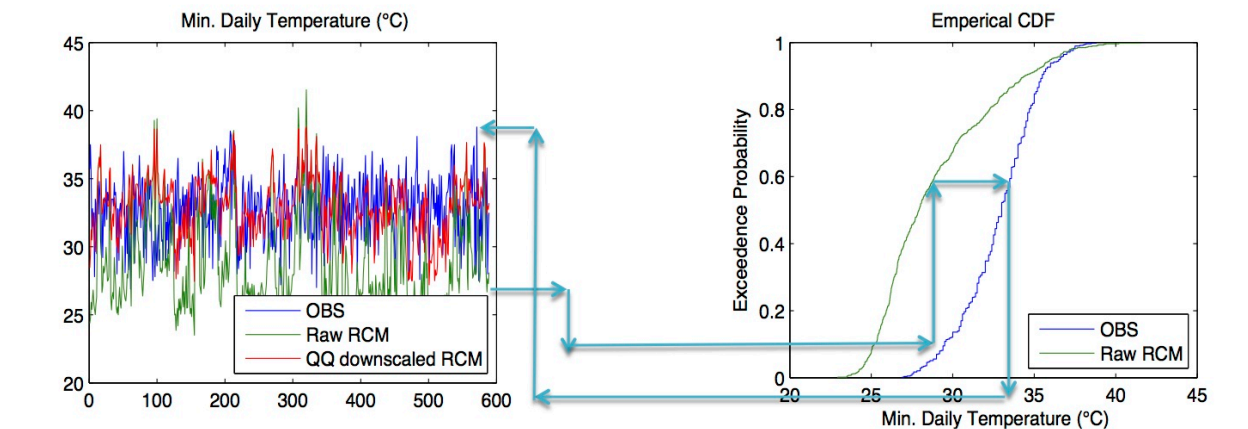 Min. Daily Temperature (°C)
45
40
35
30
25
20
0 100 200 300 400 500 600
OBS
Raw RCM
QQ downscaled RCM
Emperical CDF
Exceedence Probability
1
0.8
0.6
0.4
0.2
0
20 25 30 35 40 45
Min. Daily Temperature (°C)
OBS
Raw RCM